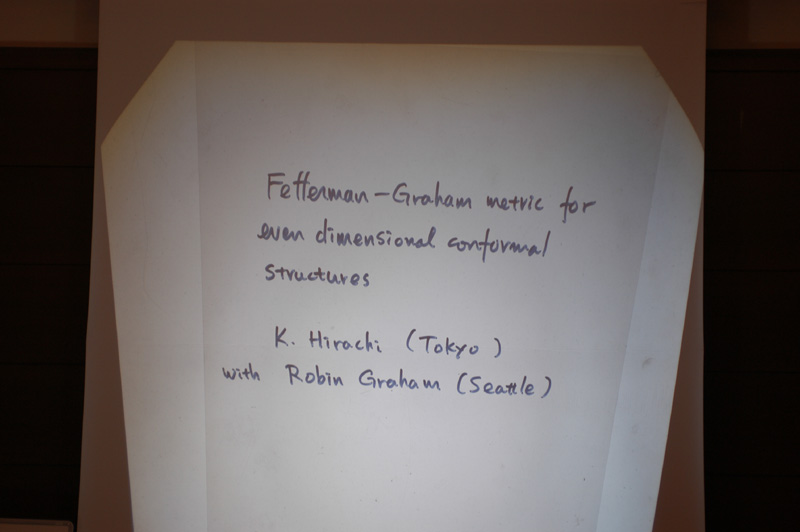 Fefferman-Graham metric for
even dimensional conformal
structures
K. Hirachi (Tokyo)
with Robin Graham (Seattle)